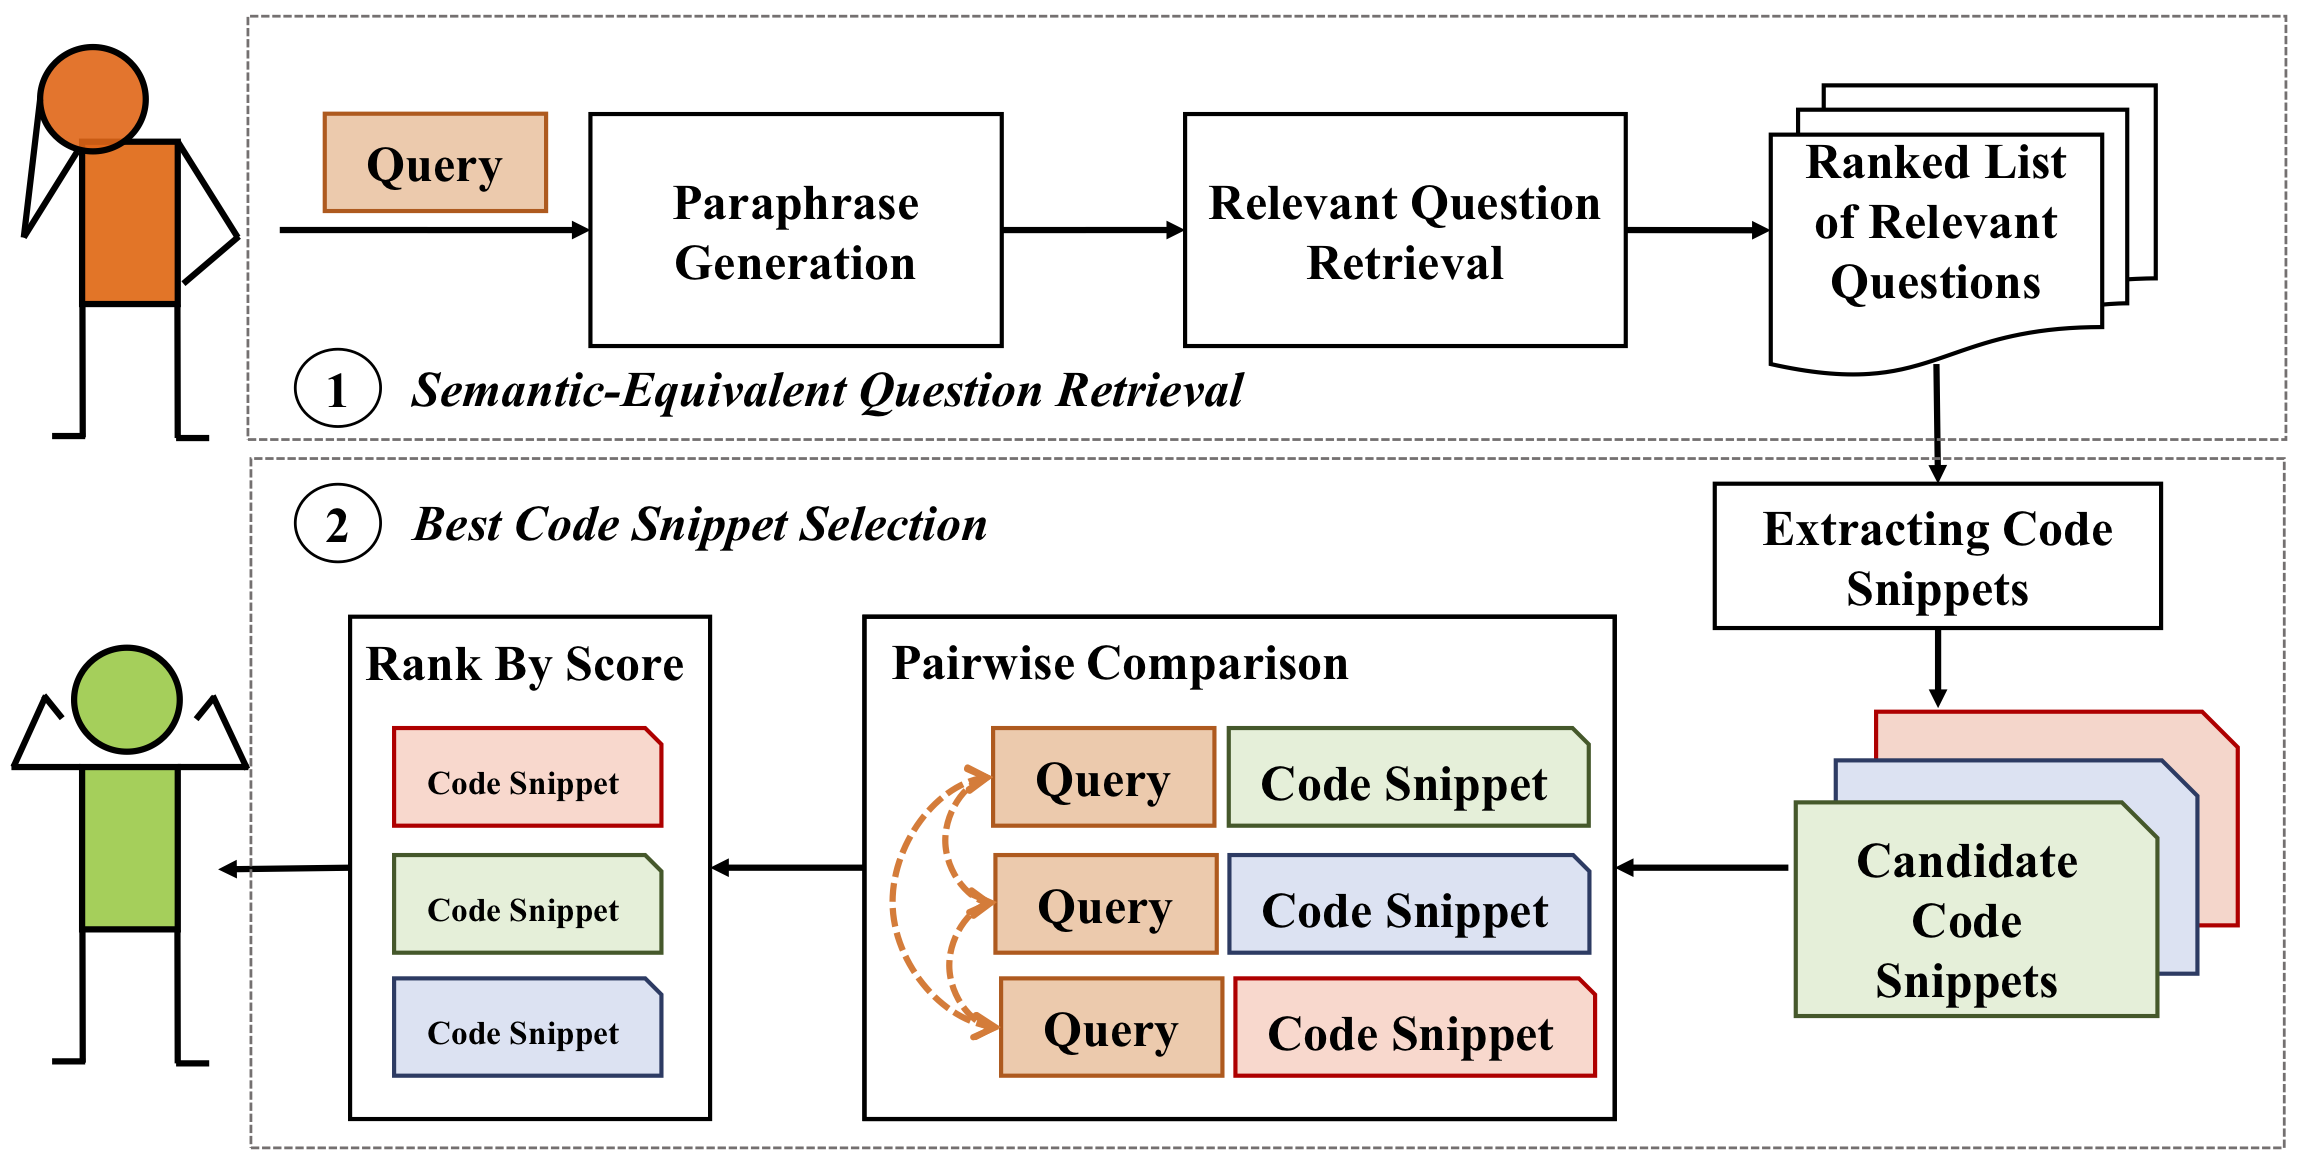 Query
Paraphrase
Generation
Relevant Question
Retrieval
Ranked List
of Relevant
Questions
1 Semantic-Equivalent Question Retrieval
2 Best Code Snippet Selection
Extracting Code
Snippets
Candidate
Code
Snippets
Pairwise Comparison
Query Code Snippet
Query Code Snippet
Query Code Snippet
Rank By Score
Code Snippet
Code Snippet
Code Snippet